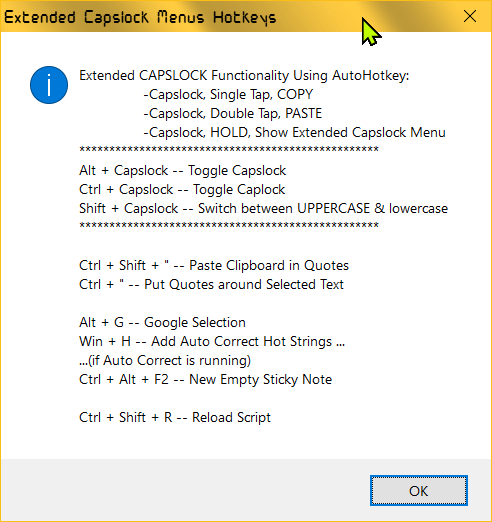 Extended Capslock Menus Hotkeys
Extended CAPSLOCK Functionality Using AutoHotkey:
-Capslock, Single Tap, COPY
-Capslock, Double Tap, PASTE
-Capslock, HOLD, Show Extended Capslock Menu
**************************************************
Alt + Capslock -- Toggle Capslock
Ctrl + Capslock -- Toggle Caplock
Shift + Capslock -- Switch between UPPERCASE & lowercase
**************************************************
Ctrl + Shift + " -- Paste Clipboard in Quotes
Ctrl + " -- Put Quotes around Selected Text
Alt + G -- Google Selection
Win + H -- Add Auto Correct Hot Strings ...
...(if Auto Correct is running)
Ctrl + Alt + F2 -- New Empty Sticky Note
Ctrl + Shift + R -- Reload Script
OK